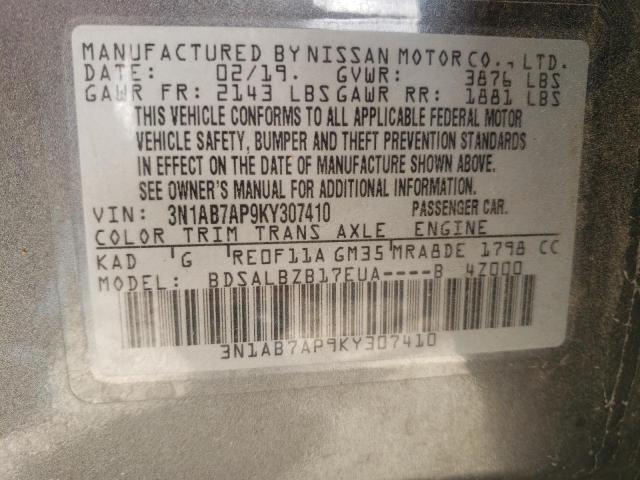 MANUFACTURED BY NISSAN MOTOR CO., LTD.
DATE: 02/19. GVWR: 3876 LBS
GAWR FR: 2143 LBS GAWR RR: 1881 LBS
THIS VEHICLE CONFORMS TO ALL APPLICABLE FEDERAL MOTOR
VEHICLE SAFETY, BUMPER AND THEFT PREVENTION STANDARDS
IN EFFECT ON THE DATE OF MANUFACTURE SHOWN ABOVE.
SEE OWNER'S MANUAL FOR ADDITIONAL INFORMATION.
VIN: 3N1AB7AP9KY307410 PASSENGER CAR.
COLOR TRIM TRANS AXLE ENGINE
KAD G RE0F11A GM35 MRA8DE 1798 CC
MODEL: BDSALBZB17EUA----B 4Z000
3N1AB7AP9KY307410